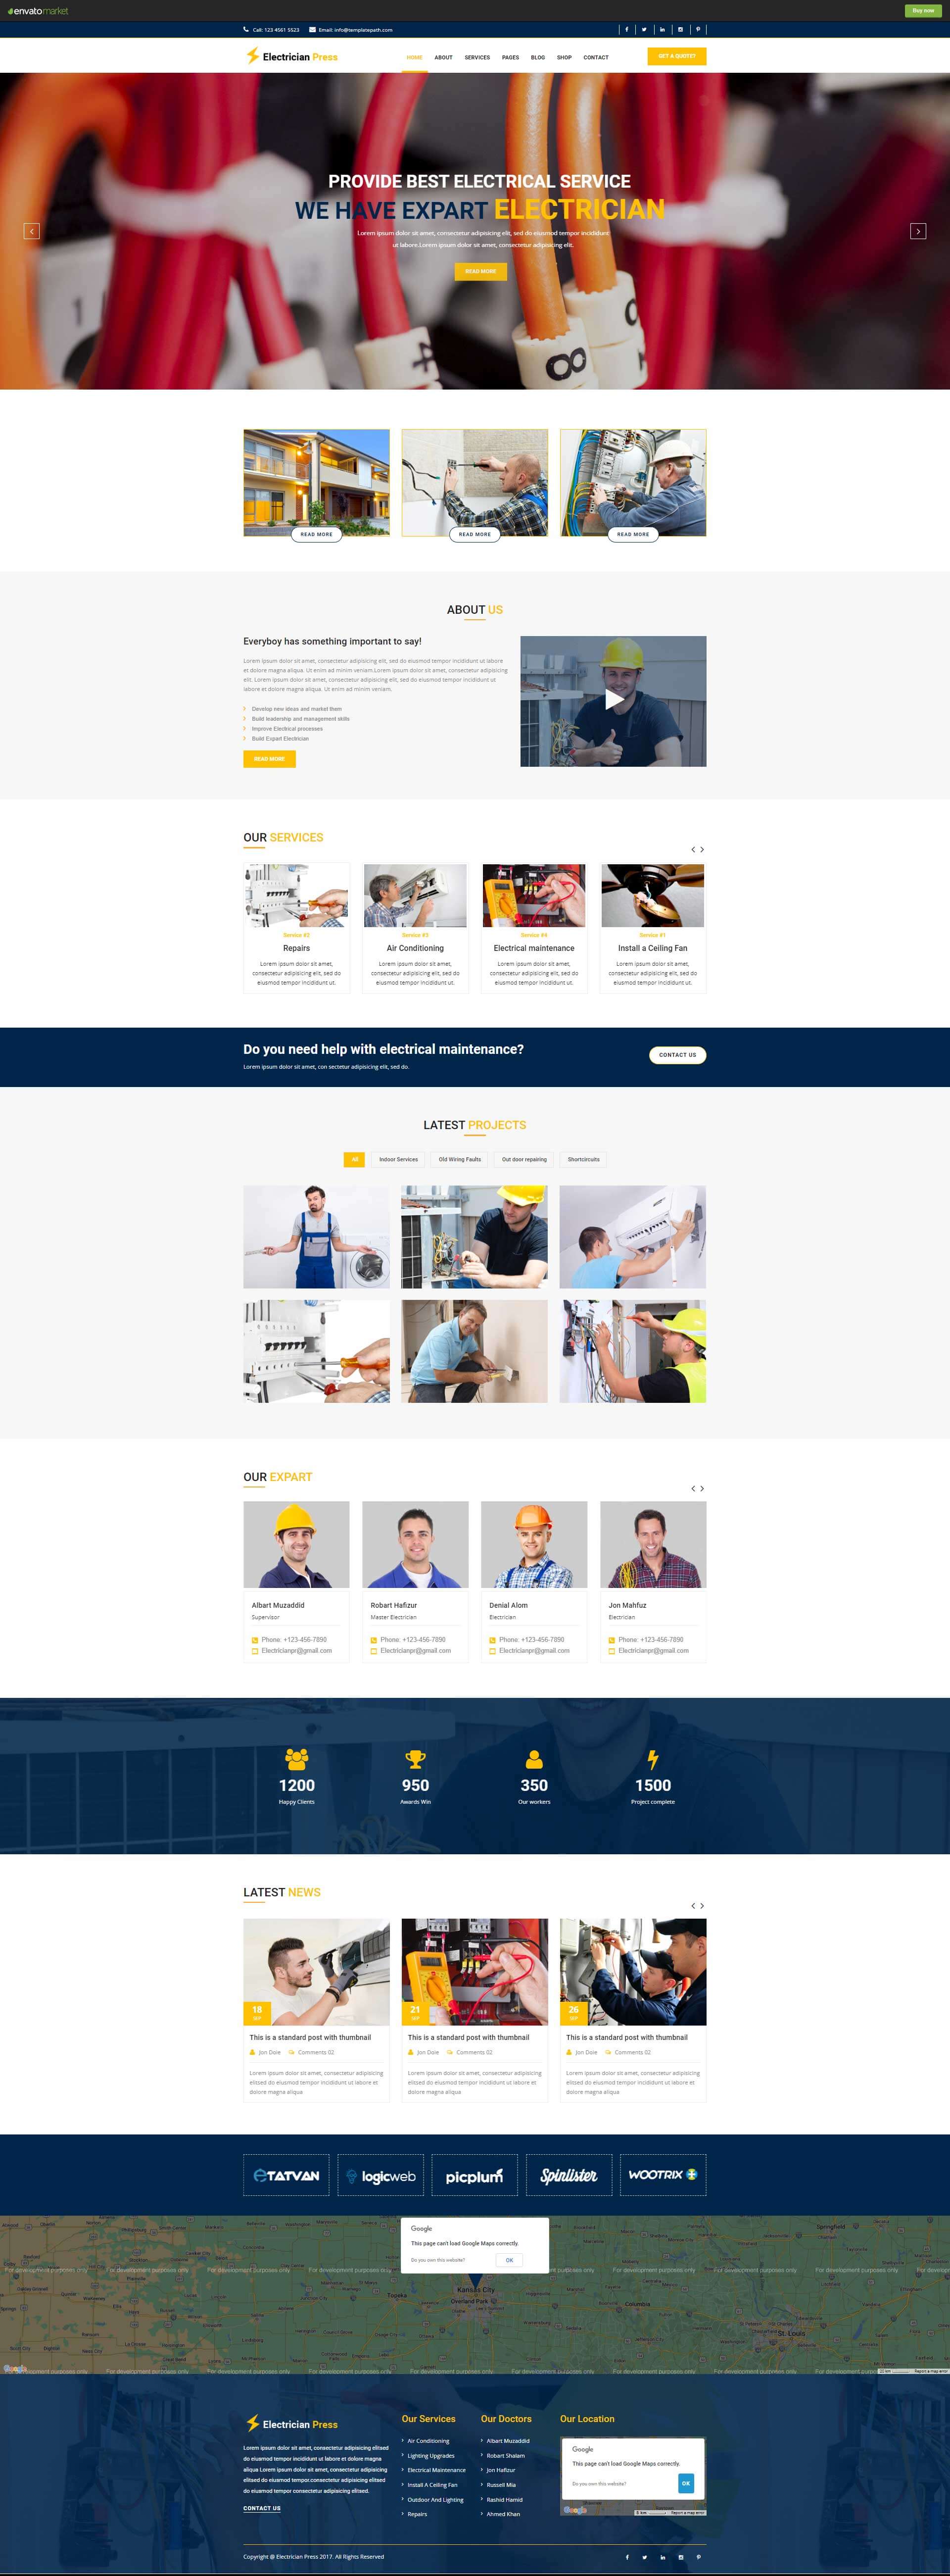 envatomarket
Buy now
Call: 123 4561 5523
Email: info@templatepath.com
Electrician Press
HOME
ABOUT
SERVICES
PAGES
BLOG
SHOP
CONTACT
GET A QUETE?
PROVIDE BEST ELECTRICAL SERVICE
WE HAVE EXPART ELECTRICIAN
Lorem ipsum dolor sit amet, consectetur adipisicing elit, sed do eiusmod tempor incididunt
ut labore.Lorem ipsum dolor sit amet, consectetur adipisicing elit.
READ MORE
8
READ MORE
READ MORE
READ MORE
ABOUT US
Everyboy has something important to say!
Lorem ipsum dolor sit amet, consectetur adipisicing elit, sed do eiusmod tempor incididunt ut labore
et dolore magna aliqua. Ut enim ad minim veniam.Lorem ipsum dolor sit amet, consectetur adipisicing
elit. Lorem ipsum dolor sit amet, consectetur adipisicing elit, sed do eiusmod tempor incididunt ut
labore et dolore magna aliqua. Ut enim ad minim veniam.
Develop new ideas and market them
Build leadership and management skills
Improve Electrical processes
Build Expart Electrician
READ MORE
OUR SERVICES
Service #2
Repairs
Lorem ipsum dolor sit amet,
consectetur adipisicing elit, sed do
eiusmod tempor incididunt ut.
Service #3
Air Conditioning
Lorem ipsum dolor sit amet,
consectetur adipisicing elit, sed do
eiusmod tempor incididunt ut.
Service #4
Electrical maintenance
Lorem ipsum dolor sit amet,
consectetur adipisicing elit, sed do
eiusmod tempor incididunt ut.
Service #1
Install a Ceiling Fan
Lorem ipsum dolor sit amet,
consectetur adipisicing elit, sed do
eiusmod tempor incididunt ut.
Do you need help with electrical maintenance?
Lorem ipsum dolor sit amet, con sectetur adipisicing elit, sed do.
CONTACT US
LATEST PROJECTS
All
Indoor Services
Old Wiring Faults
Out door repairing
Shortcircuits
OUR EXPART
Albart Muzaddid
Supervisor
Phone: +123-456-7890
Electricianpr@gmail.com
Robart Hafizur
Master Electrician
Phone: +123-456-7890
Electricianpr@gmail.com
Denial Alom
Electrician
Phone: +123-456-7890
Electricianpr@gmail.com
Jon Mahfuz
Electrician
Phone: +123-456-7890
Electricianpr@gmail.com
1200
Happy Clients
950
Awards Win
350
Our workers
1500
Project complete
LATEST NEWS
18
SEP
This is a standard post with thumbnail
Jon Doie
Comments 02
Lorem ipsum dolor sit amet, consectetur adipisicing
elitsed do eiusmod tempor incididunt ut labore et
dolore magna aliqua
21
SEP
This is a standard post with thumbnail
Jon Doie
Comments 02
Lorem ipsum dolor sit amet, consectetur adipisicing
elitsed do eiusmod tempor incididunt ut labore et
dolore magna aliqua
26
SEP
This is a standard post with thumbnail
Jon Doie
Comments 02
Lorem ipsum dolor sit amet, consectetur adipisicing
elitsed do eiusmod tempor incididunt ut labore et
dolore magna aliqua
eTATVAN
logicweb
picplum
Spinlister
WOOTRIX
Google
This page can't load Google Maps correctly.
Do you own this website?
OK
Springfield
For development purposes only
Kansas City
Overland Park
Topeka
Columbia
St. Louis
Google
Report a map error
Electrician Press
Lorem ipsum dolor sit amet, consectetur adipisicing elitsed
do eiusmod tempor incididunt ut labore et dolore magna
aliqua Lorem ipsum dolor sit amet, consectetur adipisicing
elitsed do eiusmod tempor.consectetur adipisicing elitsed
do eiusmod tempor consectetur adipisicing elitsed.
CONTACT US
Our Services
Air Conditioning
Lighting Upgrades
Electrical Maintenance
Install A Ceiling Fan
Outdoor And Lighting
Repairs
Our Doctors
Albart Muzaddid
Robart Shalam
Jon Hafizur
Russell Mia
Rashid Hamid
Ahmed Khan
Our Location
Google
This page can't load Google Maps correctly.
Do you own this website?
OK
Google
Report a map error
Copyright @ Electrician Press 2017. All Rights Reserved